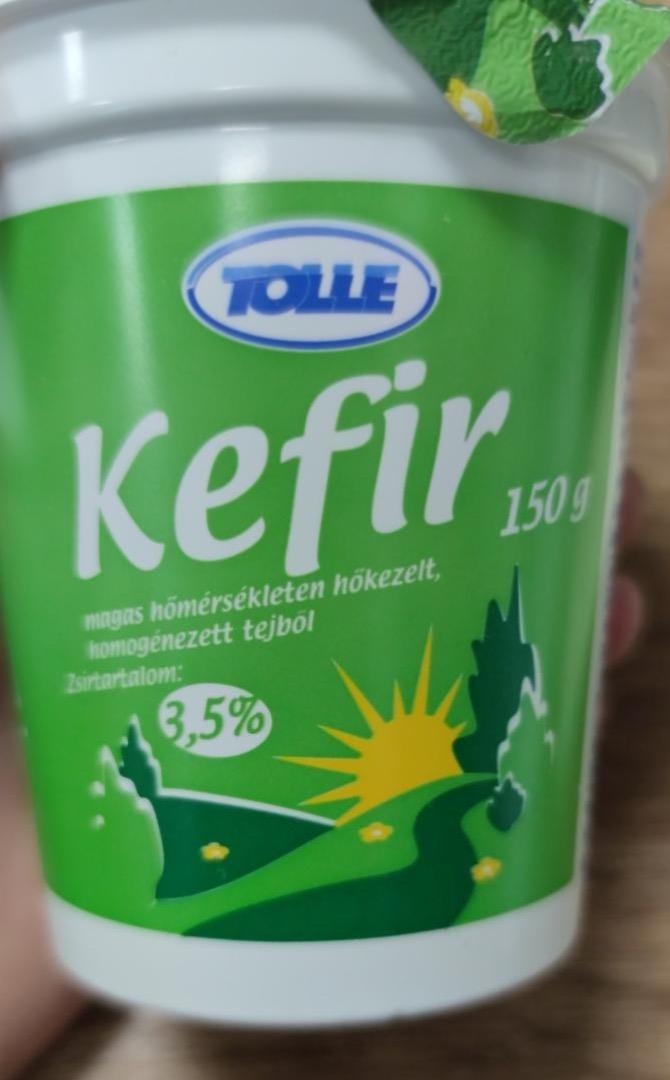 TOLLE
Kefir
150 g
magas hőmérsékleten hőkezelt,
homogénezett tejből
Zsírtartalom:
3,5%